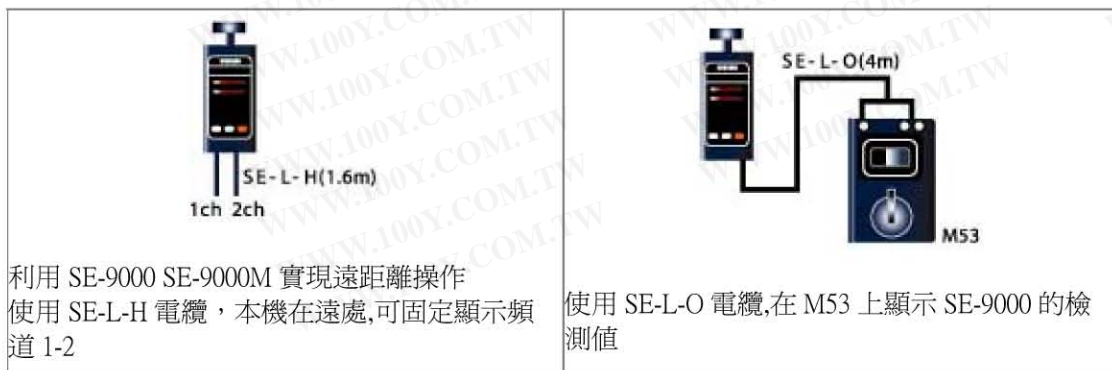 SE-L-H(1.6m)
1ch 2ch
利用 SE-9000 SE-9000M 實現遠距離操作
使用 SE-L-H 電纜，本機在遠處,可固定顯示頻
道 1-2
SE-L-O(4m)
M53
使用 SE-L-O 電纜,在 M53 上顯示 SE-9000 的檢
測值
WWW.100Y.COM.TW